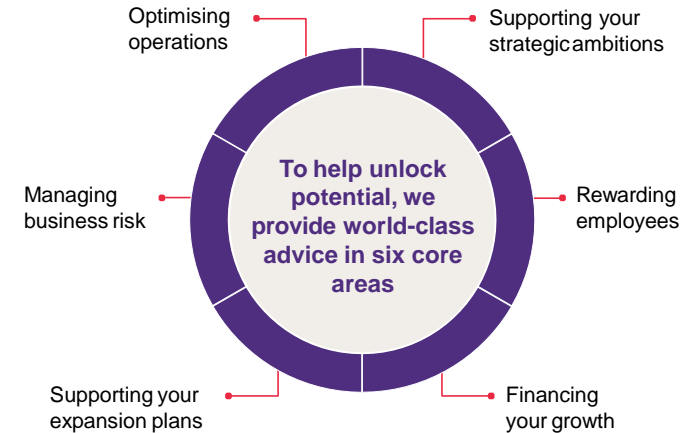 Optimising
operations
Supporting your
strategic ambitions
To help unlock
potential, we
provide world-class
advice in six core
areas
Managing
business risk
Rewarding
employees
Supporting your
expansion plans
Financing
your growth